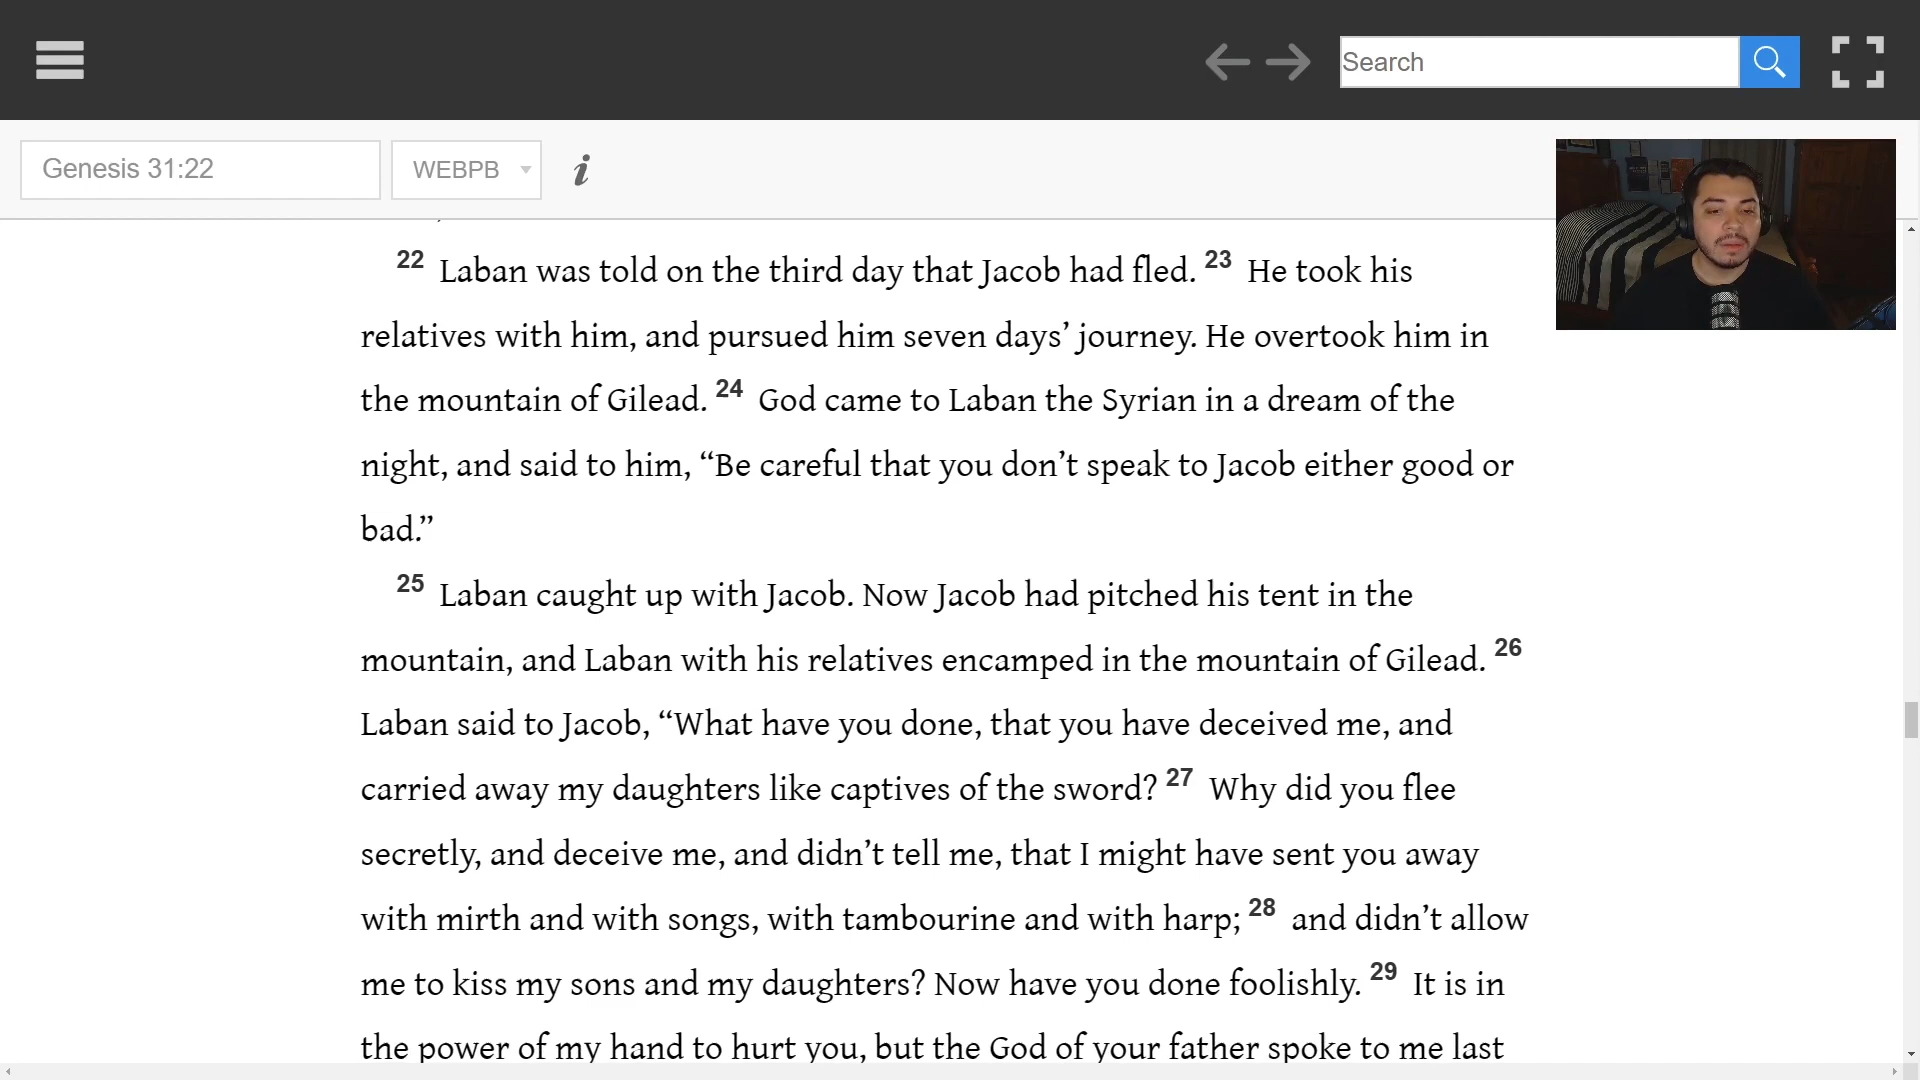 Search
Genesis 31:22
WEBPB
i
22 Laban was told on the third day that Jacob had fled. 23 He took his
relatives with him, and pursued him seven days’ journey. He overtook him in
the mountain of Gilead. 24 God came to Laban the Syrian in a dream of the
night, and said to him, “Be careful that you don’t speak to Jacob either good or
bad.”
25 Laban caught up with Jacob. Now Jacob had pitched his tent in the
mountain, and Laban with his relatives encamped in the mountain of Gilead. 26
Laban said to Jacob, “What have you done, that you have deceived me, and
carried away my daughters like captives of the sword? 27 Why did you flee
secretly, and deceive me, and didn’t tell me, that I might have sent you away
with mirth and with songs, with tambourine and with harp; 28 and didn’t allow
me to kiss my sons and my daughters? Now have you done foolishly. 29 It is in
the power of my hand to hurt you, but the God of your father spoke to me last